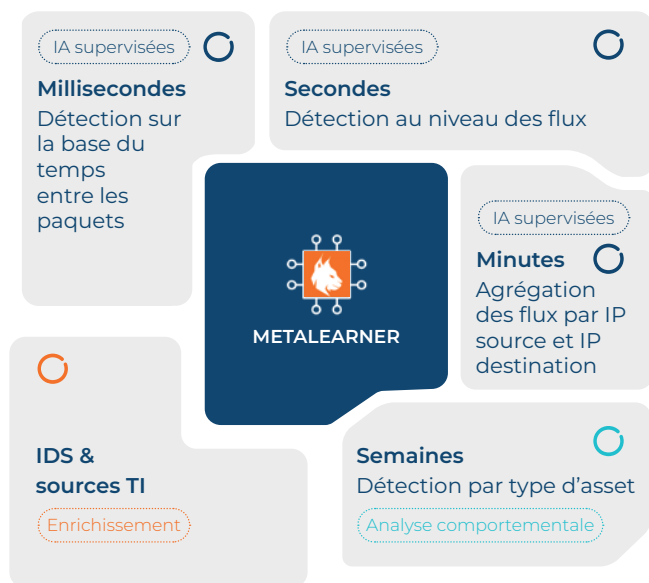 IA supervisées
Millisecondes
Détection sur
la base du
temps
entre les
paquets
IA supervisées
Secondes
Détection au niveau des flux
IA supervisées
Minutes
Agrégation
des flux par IP
source et IP
destination
METALEARNER
IDS &
sources TI
Enrichissement
Semaines
Détection par type d’asset
Analyse comportementale